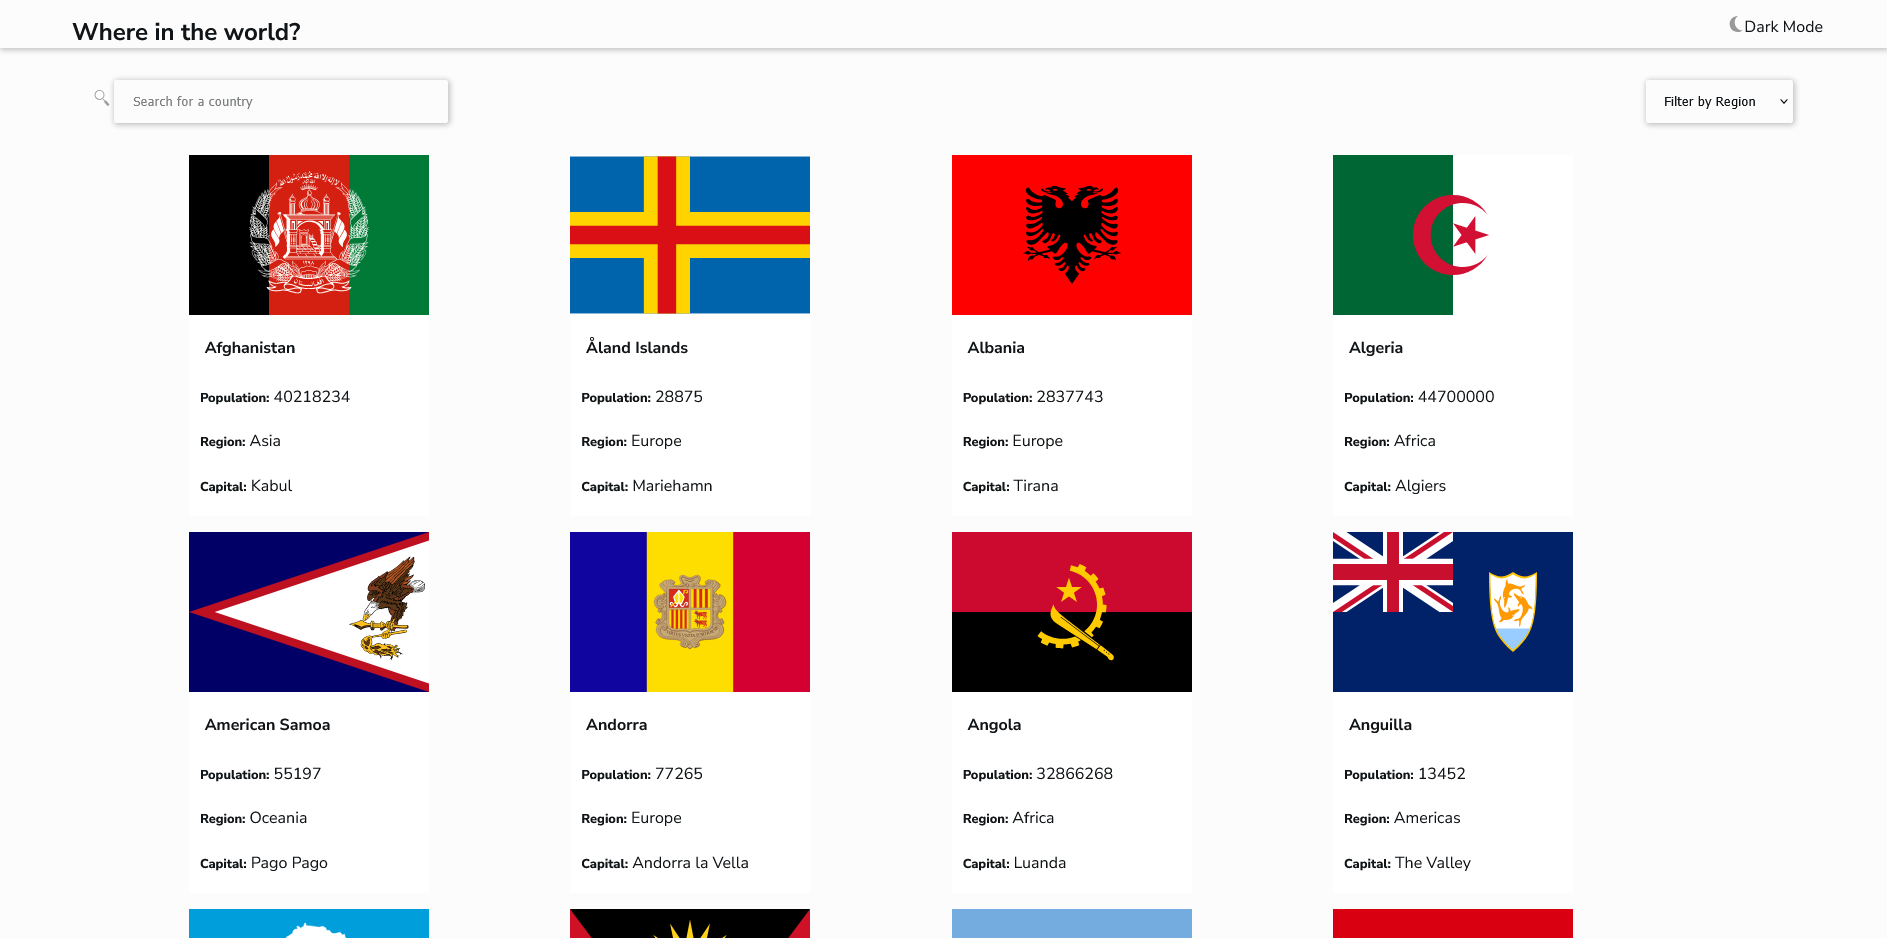 Where in the world?
Dark Mode
Search for a country
Filter by Region
Afghanistan
Population: 40218234
Region: Asia
Capital: Kabul
Åland Islands
Population: 28875
Region: Europe
Capital: Mariehamn
Albania
Population: 2837743
Region: Europe
Capital: Tirana
Algeria
Population: 44700000
Region: Africa
Capital: Algiers
American Samoa
Population: 55197
Region: Oceania
Capital: Pago Pago
Andorra
Population: 77265
Region: Europe
Capital: Andorra la Vella
Angola
Population: 32866268
Region: Africa
Capital: Luanda
Anguilla
Population: 13452
Region: Americas
Capital: The Valley